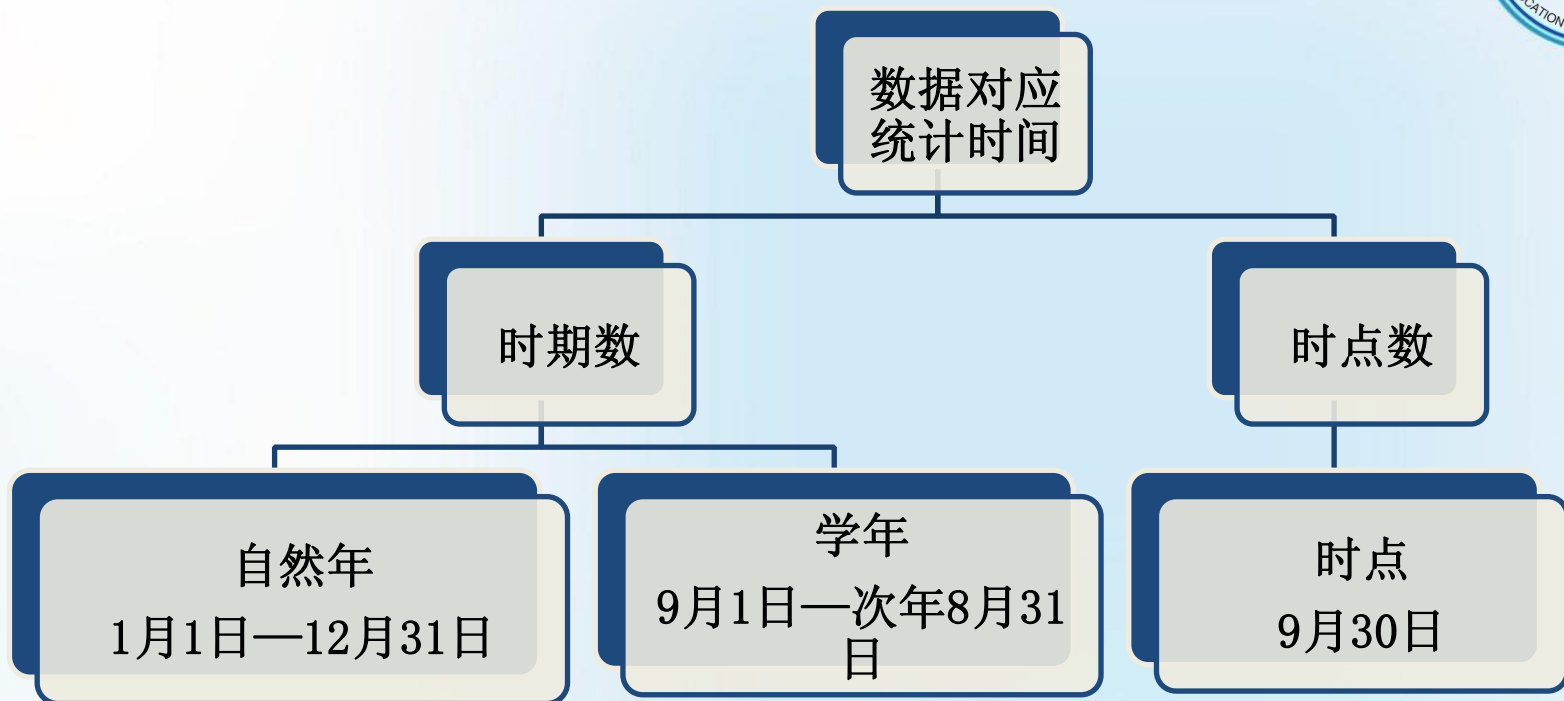 CATION
数据对应
统计时间
时期数
时点数
自然年
1月1日—12月31日
学年
9月1日—次年8月31
日
时点
9月30日